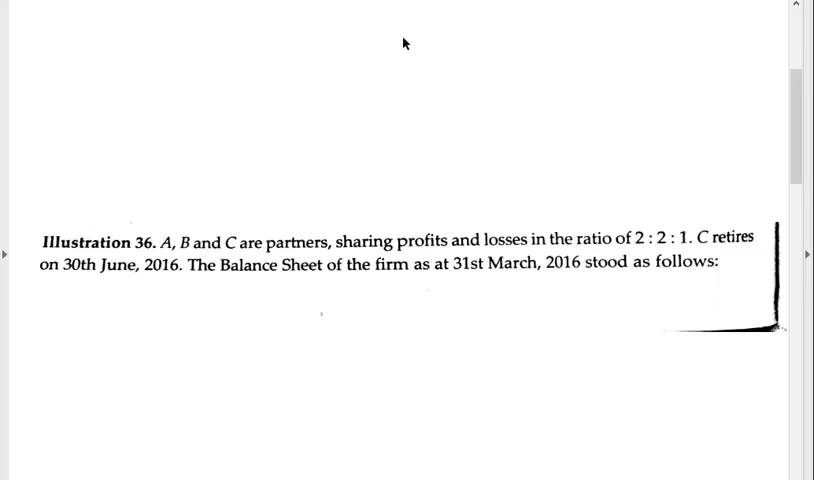 Illustration 36. A, B and C are partners, sharing profits and losses in the ratio of 2 : 2 : 1. C retires
on 30th June, 2016. The Balance Sheet of the firm as at 31st March, 2016 stood as follows: